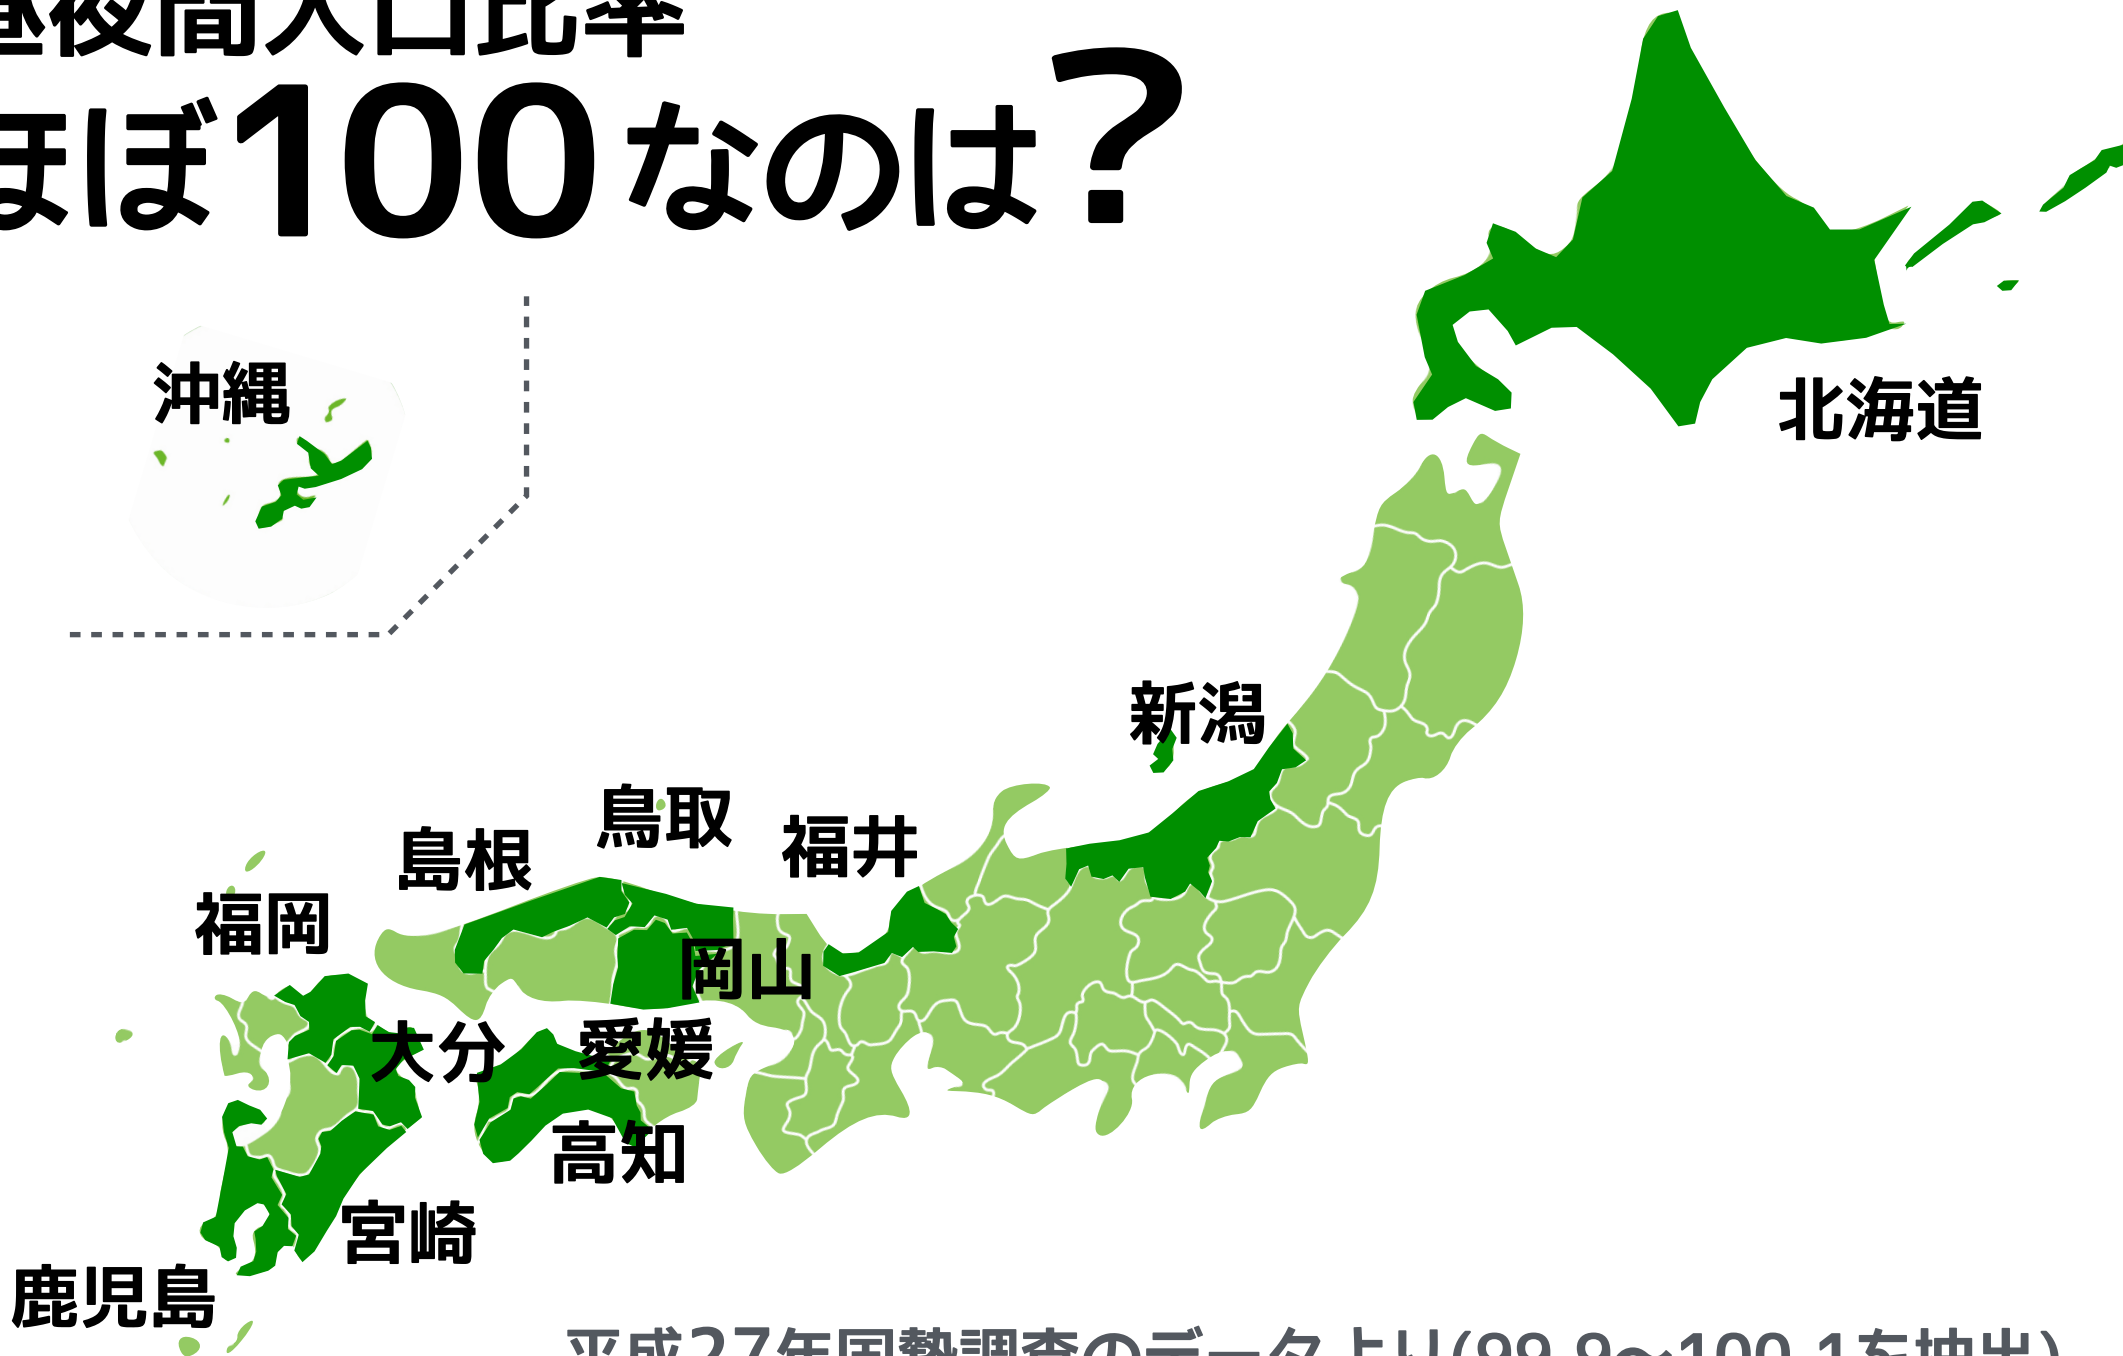 昼夜間人口比率
ほぼ100なのは?
沖縄
北海道
新潟
鳥取
福井
島根
福岡
岡山
大分
愛媛
高知
宮崎
鹿児島
平成27年国勢調査のデータより(99.9〜100.1を抽出)